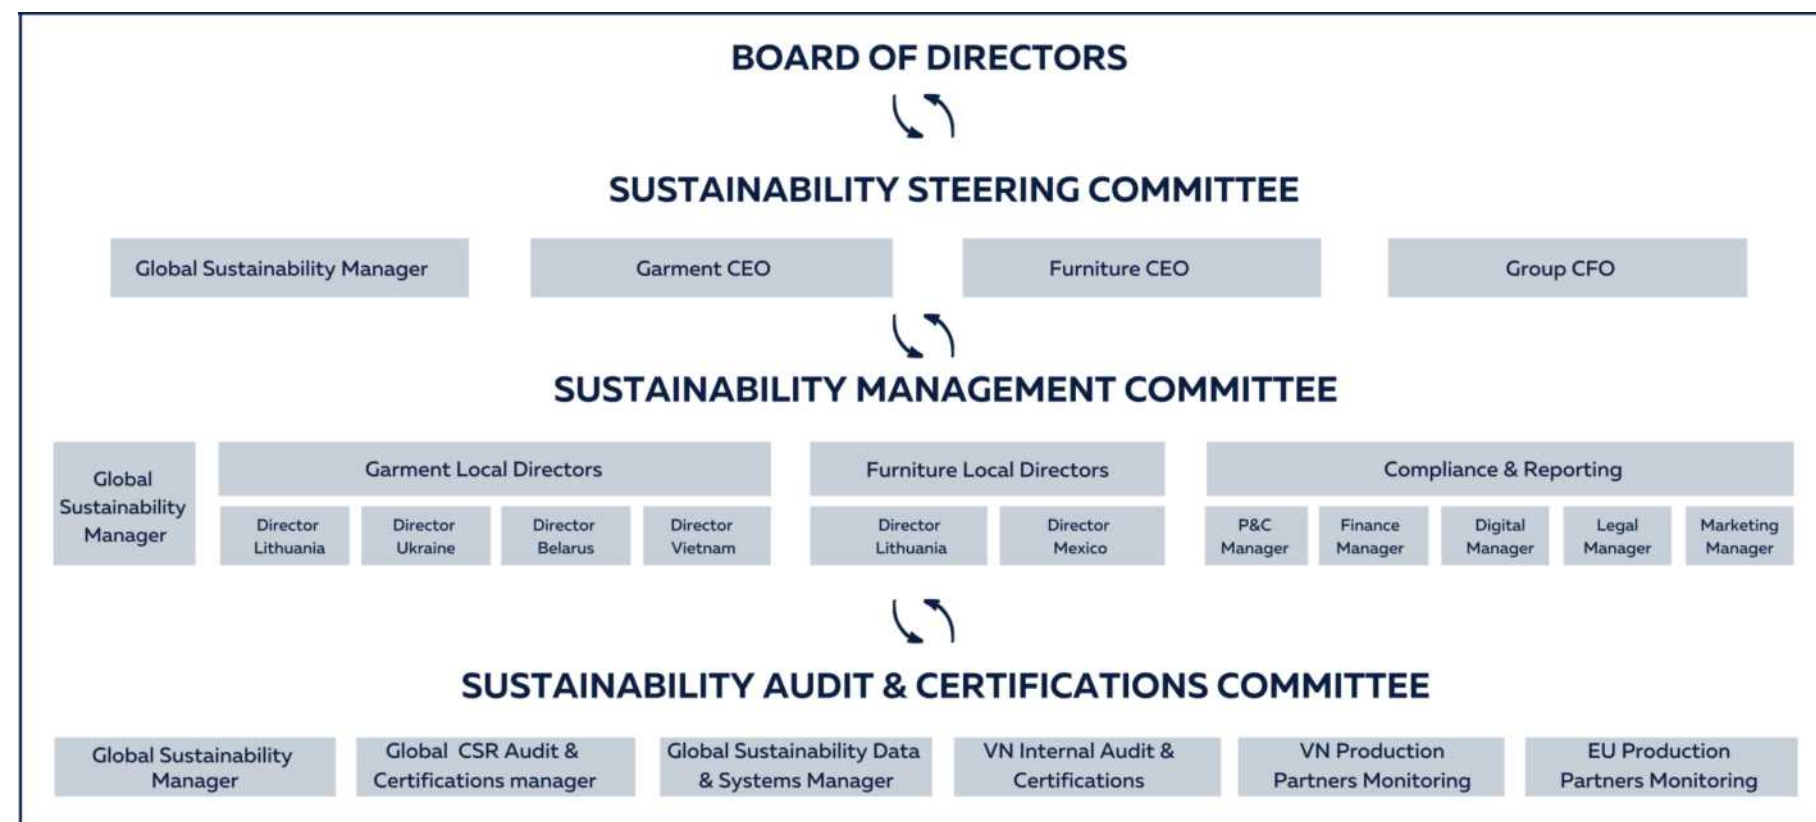 BOARD OF DIRECTORS
SUSTAINABILITY STEERING COMMITTEE
Global Sustainability Manager
Garment CEO
Furniture CEO
Group CFO
SUSTAINABILITY MANAGEMENT COMMITTEE
Global
Sustainability
Manager
Garment Local Directors
Director
Lithuania
Director
Ukraine
Director
Belarus
Director
Vietnam
Furniture Local Directors
Director
Lithuania
Director
Mexico
Compliance & Reporting
P&C
Manager
Finance
Manager
Digital
Manager
Legal
Manager
Marketing
Manager
SUSTAINABILITY AUDIT & CERTIFICATIONS COMMITTEE
Global Sustainability
Manager
Global CSR Audit &
Certifications manager
Global Sustainability Data
& Systems Manager
VN Internal Audit &
Certifications
VN Production
Partners Monitoring
EU Production
Partners Monitoring